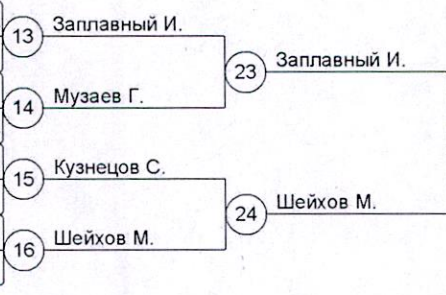 13 Заплавный И.
23 Заплавный И.
14 Музаев Г.
15 Кузнецов С.
24 Шейхов М.
16 Шейхов М.